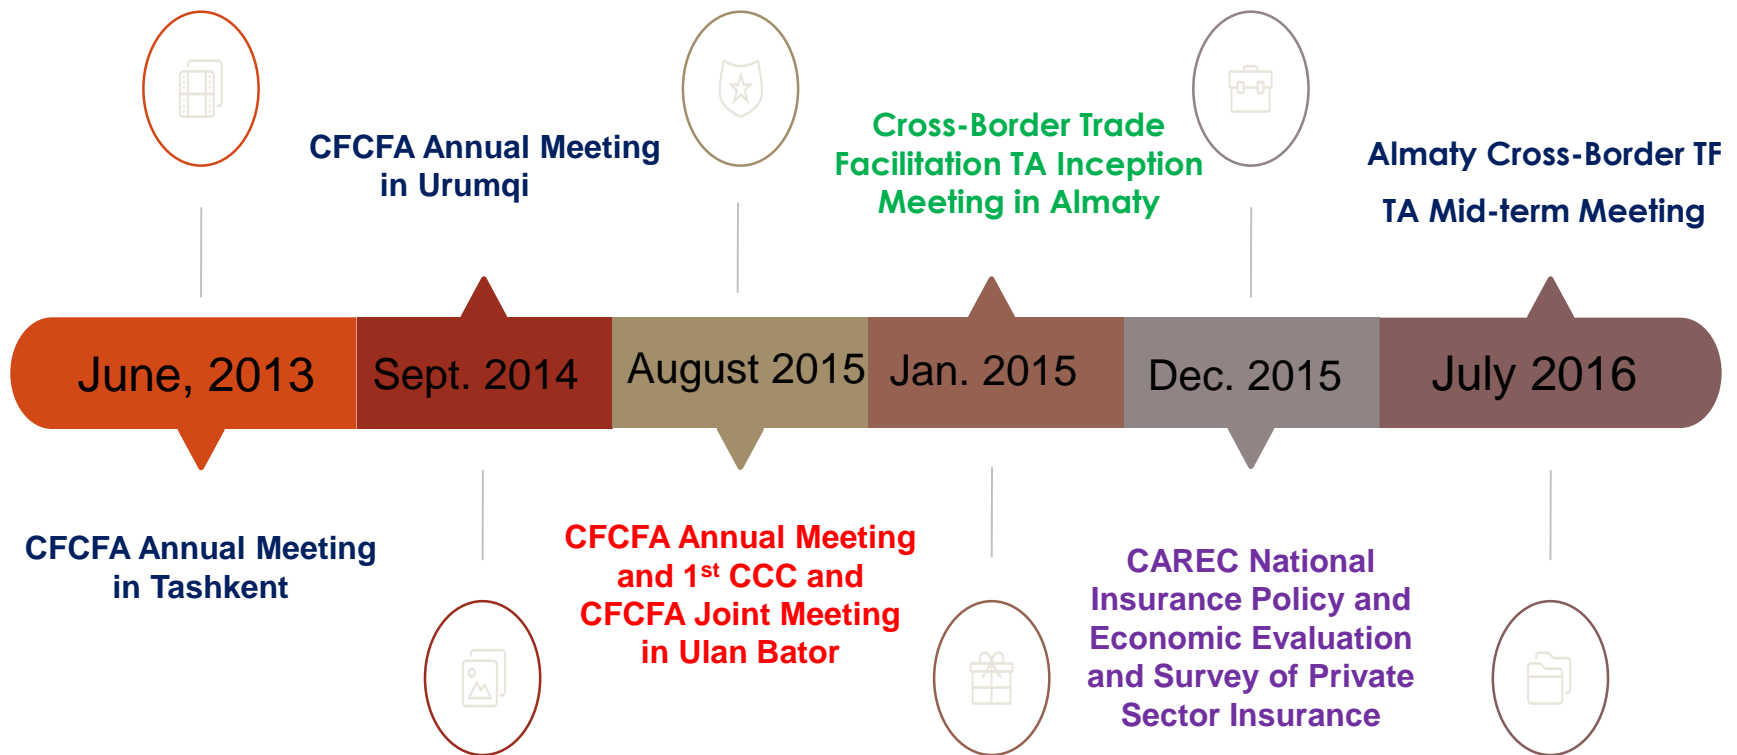 CFCFA Annual Meeting
in Urumqi
Cross-Border Trade
Facilitation TA Inception
Meeting in Almaty
Almaty Cross-Border TF
TA Mid-term Meeting
June, 2013
Sept. 2014
August 2015
Jan. 2015
Dec. 2015
July 2016
CFCFA Annual Meeting
in Tashkent
CFCFA Annual Meeting
and 1st CCC and
CFCFA Joint Meeting
in Ulan Bator
CAREC National
Insurance Policy and
Economic Evaluation
and Survey of Private
Sector Insurance